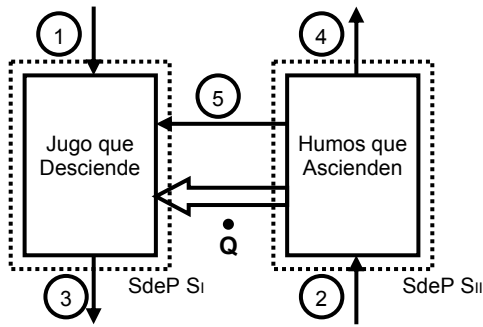 1
4
5
Jugo que
Desciende
Humos que
Ascienden
Q
3
SdeP SI
2
SdeP SII